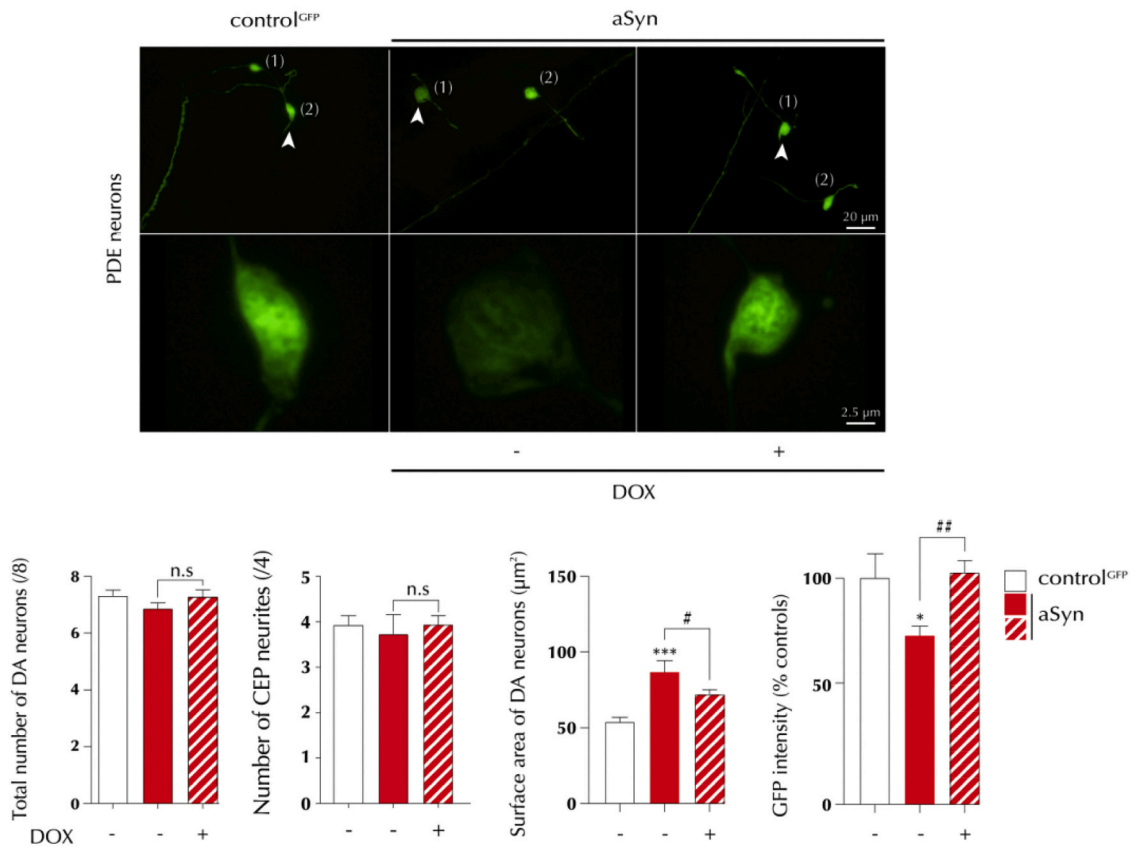 control^GFP
aSyn
PDE neurons
(1)
(2)
(1)
(2)
(1)
(2)
20 µm
2.5 µm
- +
DOX
Total number of DA neurons (/8)
8
6
4
2
0
n.s
DOX - - +
Number of CEP neurites (/4)
5
4
3
2
1
0
n.s
- - +
Surface area of DA neurons (µm²)
150
100
50
0
***
#
- - +
GFP intensity (% controls)
100
50
0
*
##
- - +
control^GFP
aSyn